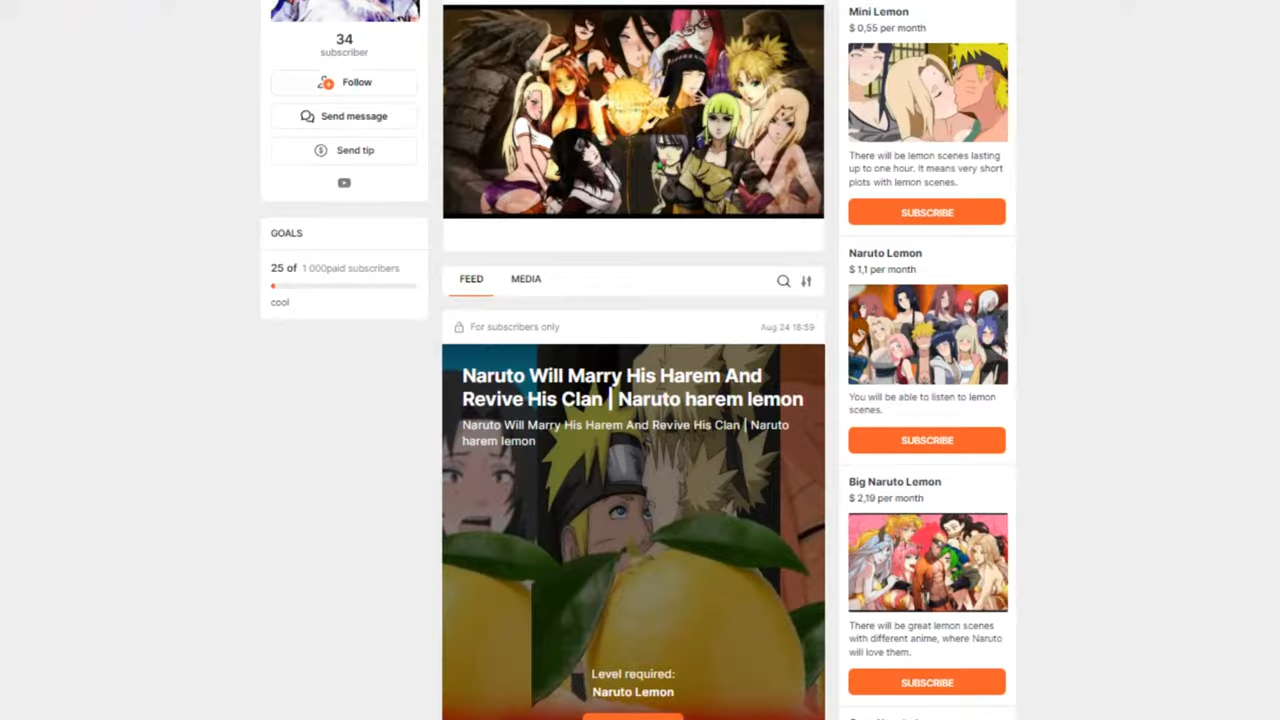 34
subscriber
Follow
Send message
Send tip
GOALS
25 of 1 000paid subscribers
cool
FEED
MEDIA
For subscribers only
Aug 24 18:59
Naruto Will Marry His Harem And
Revive His Clan | Naruto harem lemon
Naruto Will Marry His Harem And Revive His Clan | Naruto
harem lemon
Level required:
Naruto Lemon
Mini Lemon
$ 0,55 per month
There will be lemon scenes lasting
up to one hour. It means very short
plots with lemon scenes.
SUBSCRIBE
Naruto Lemon
$ 1,1 per month
You will be able to listen to lemon
scenes.
SUBSCRIBE
Big Naruto Lemon
$ 2,19 per month
There will be great lemon scenes
with different anime, where Naruto
will love them.
SUBSCRIBE